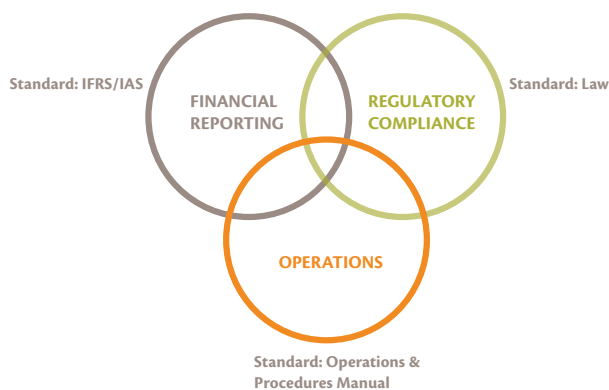 Standard: IFRS/IAS
FINANCIAL
REPORTING
REGULATORY
COMPLIANCE
Standard: Law
OPERATIONS
Standard: Operations &
Procedures Manual